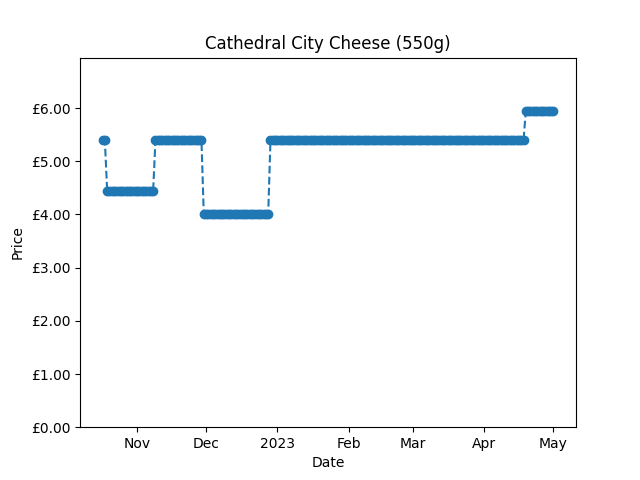 Cathedral City Cheese (550g)
£6.00
£5.00
£4.00
£3.00
£2.00
£1.00
£0.00
Price
Nov Dec 2023 Feb Mar Apr May
Date